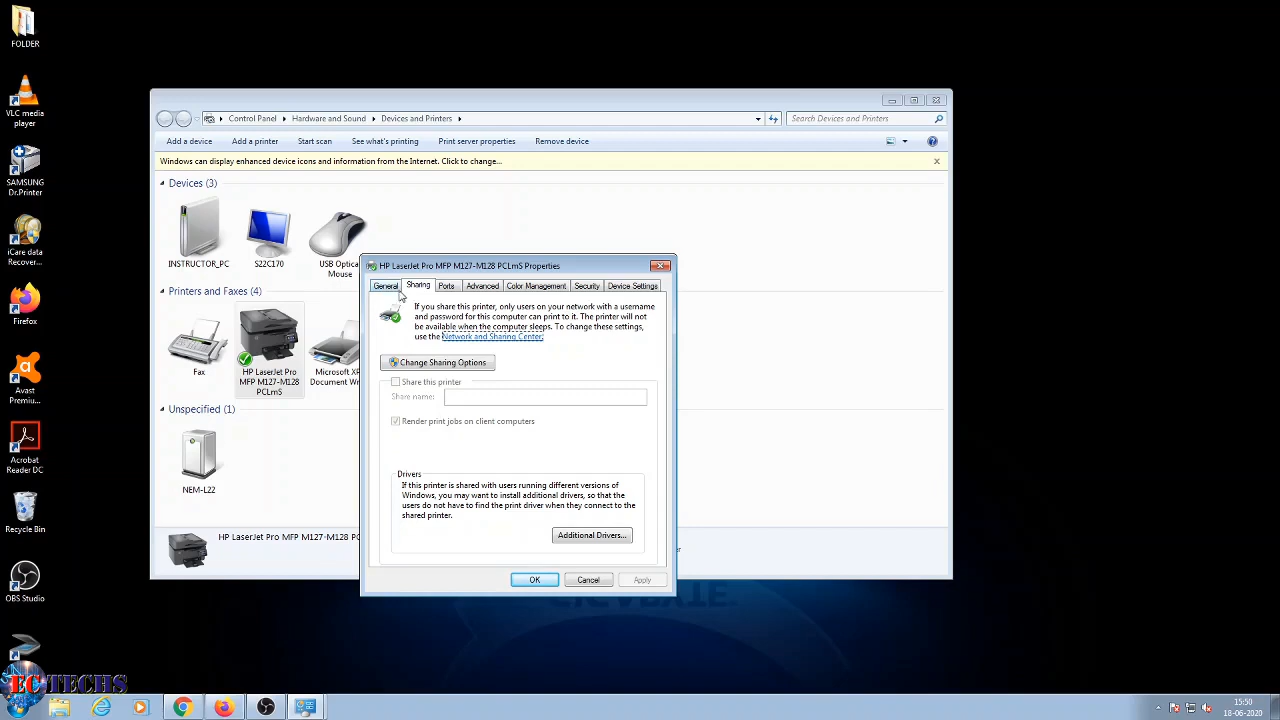 FOLDER
VLC media
player
SAMSUNG
Dr.Printer
iCare data
Recover...
Firefox
Avast
Premiu...
Acrobat
Reader DC
Recycle Bin
OBS Studio
EC TECHS
Control Panel
Hardware and Sound
Devices and Printers
Search Devices and Printers
Add a device
Add a printer
Start scan
See what's printing
Print server properties
Remove device
Windows can display enhanced device icons and information from the Internet. Click to change...
Devices (3)
INSTRUCTOR_PC
S22C170
USB Optica
Mouse
Printers and Faxes (4)
Fax
HP LaserJet Pro
MFP M127-M128
PCLmS
Microsoft XP
Document Wr
Unspecified (1)
NEM-L22
HP LaserJet Pro MFP M127-M128 PC
HP LaserJet Pro MFP M127-M128 PCLmS Properties
General
Sharing
Ports
Advanced
Color Management
Security
Device Settings
If you share this printer, only users on your network with a username
and password for this computer can print to it. The printer will not
be available when the computer sleeps. To change these settings,
use the Network and Sharing Center.
Change Sharing Options
Share this printer
Share name:
Render print jobs on client computers
Drivers
If this printer is shared with users running different versions of
Windows, you may want to install additional drivers, so that the
users do not have to find the print driver when they connect to the
shared printer.
Additional Drivers...
OK
Cancel
Apply
15:50
18-06-2020